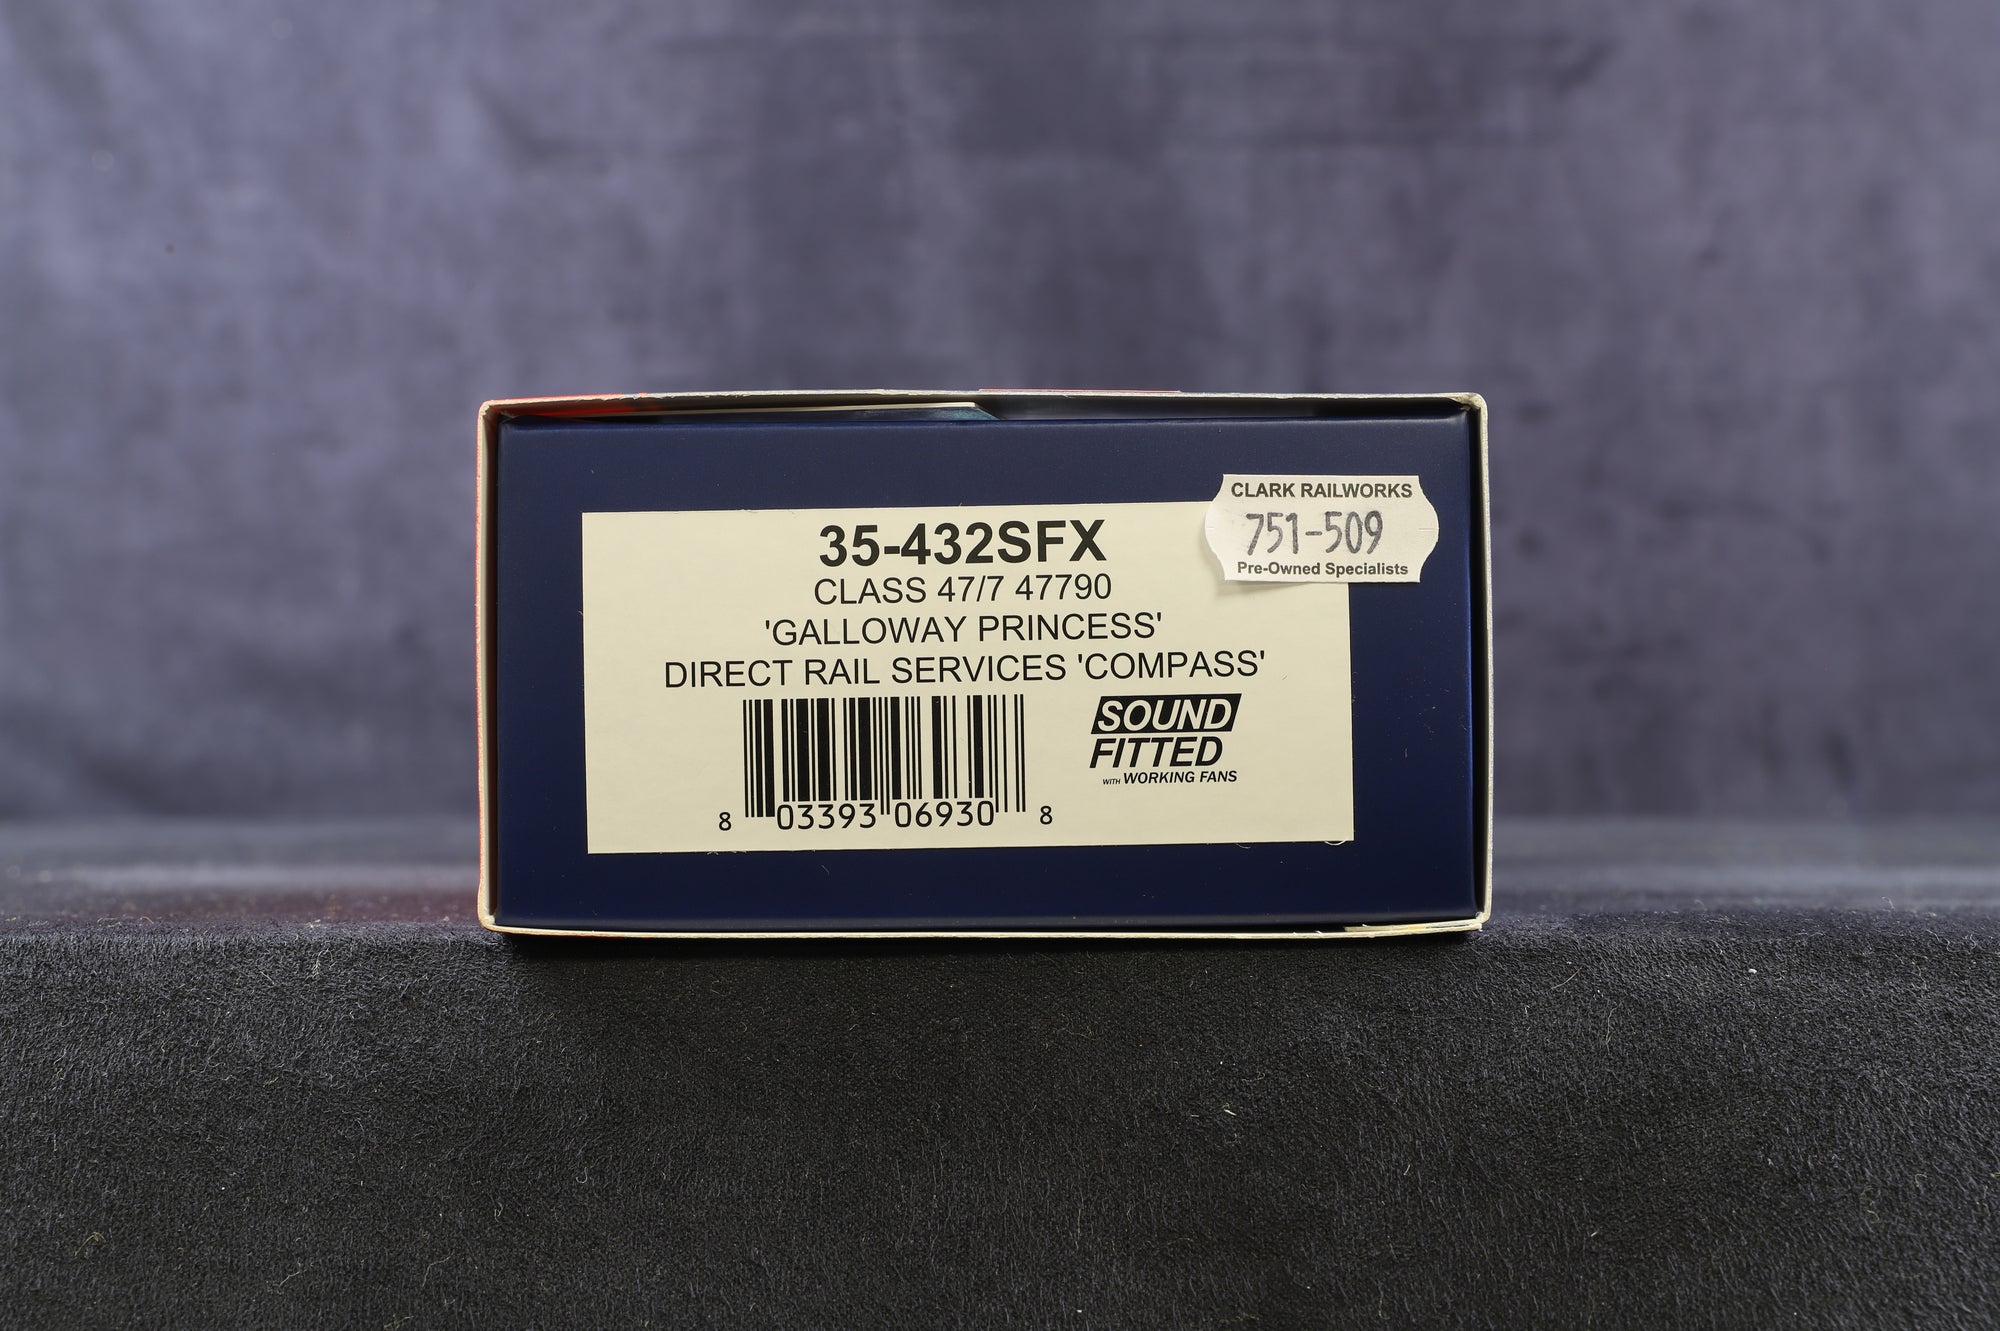 CLARK RAILWORKS
751-509
Pre-Owned Specialists
35-432SFX
CLASS 47/7 47790
'GALLOWAY PRINCESS'
DIRECT RAIL SERVICES 'COMPASS'
SOUND
FITTED
WITH WORKING FANS
8 03393 06930 8